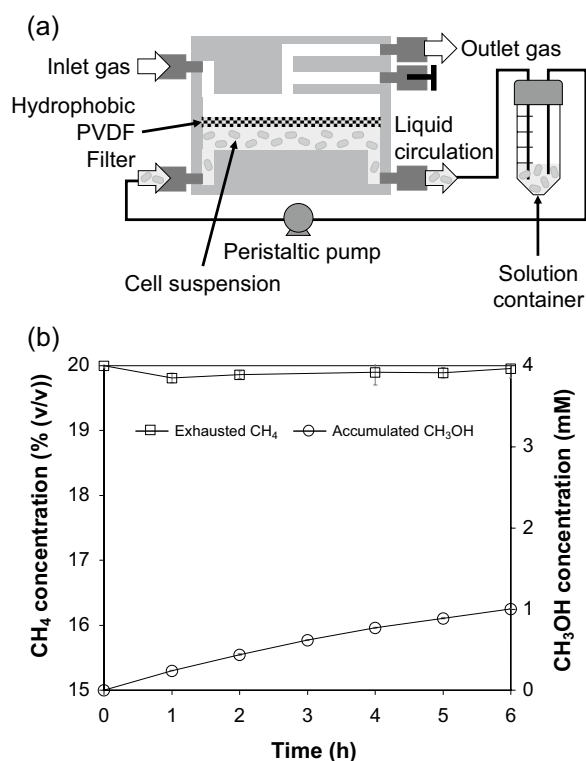 (a)
Inlet gas
Outlet gas
Hydrophobic
PVDF
Filter
Liquid
circulation
Peristaltic pump
Cell suspension
Solution
container
(b)
20
19
18
17
16
15
CH₄ concentration (% (v/v))
Exhausted CH₄
Accumulated CH₃OH
4
3
2
1
0
CH₃OH concentration (mM)
0 1 2 3 4 5 6
Time (h)